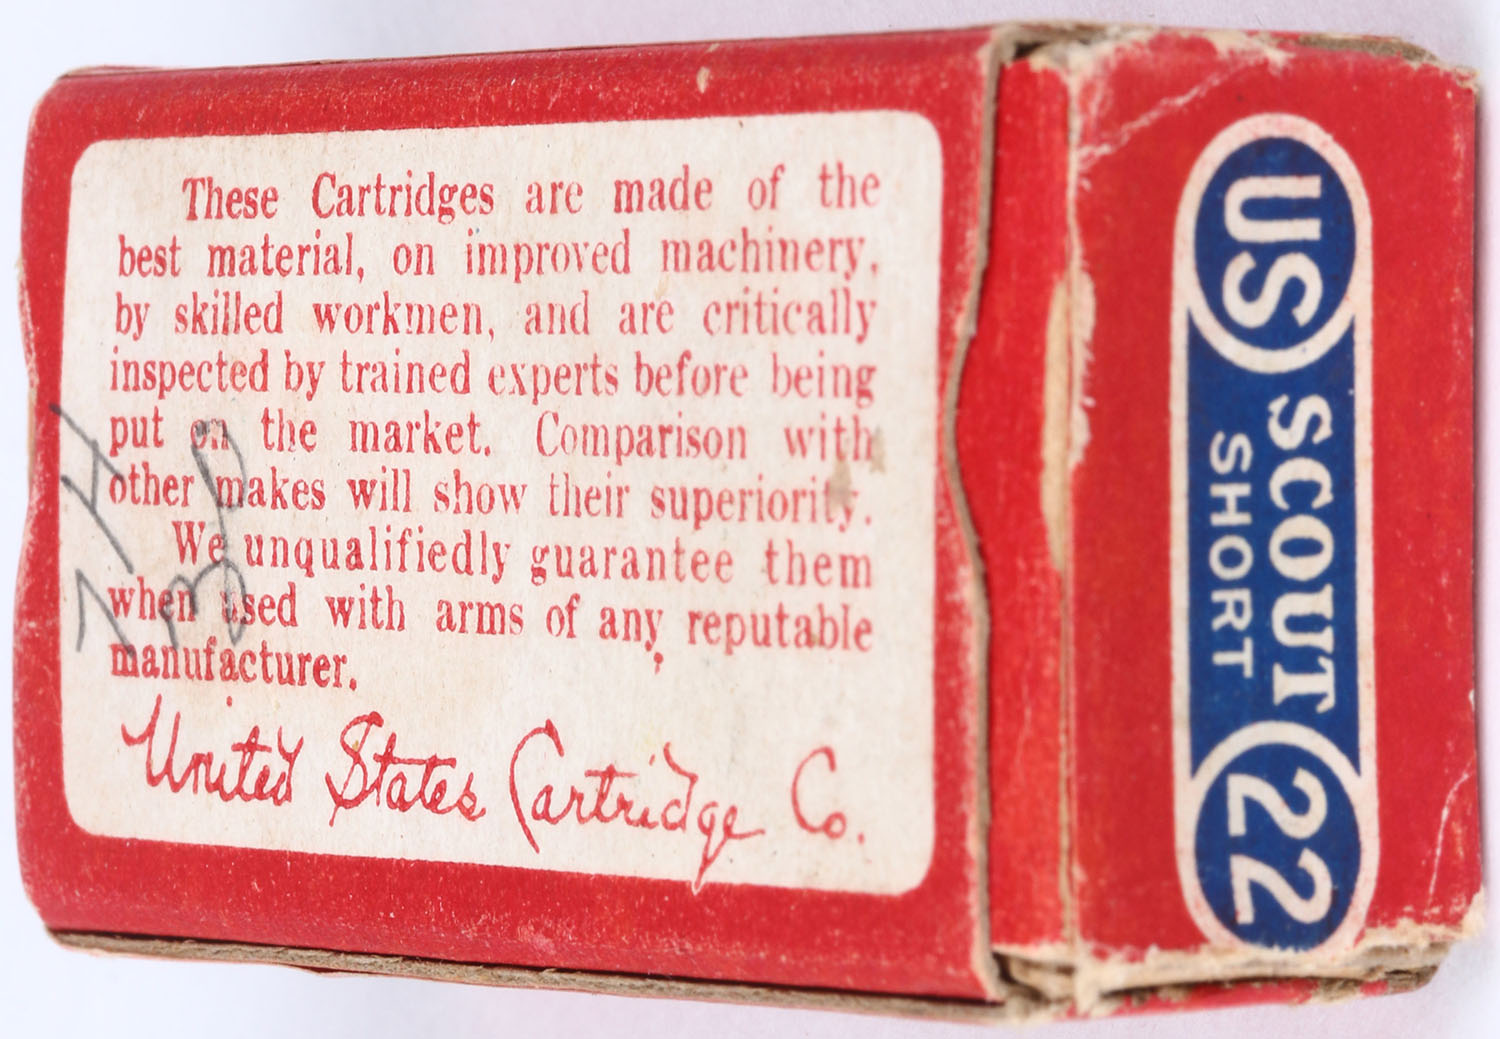 These Cartridges are made of the
best material, on improved machinery,
by skilled workmen, and are critically
inspected by trained experts before being
put on the market. Comparison with
other makes will show their superiority.
We unqualifiedly guarantee them
when used with arms of any reputable
manufacturer.
United States Cartridge Co.
US SCOUT 22
SHORT